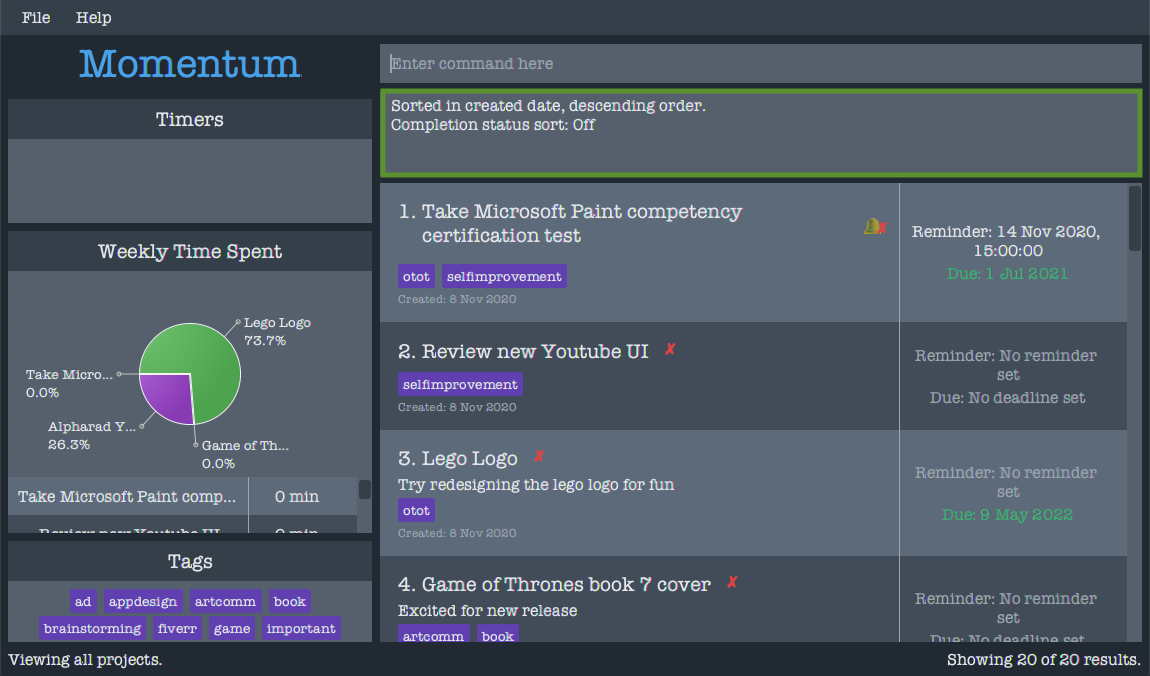 File Help
Momentum
Timers
Weekly Time Spent
Lego Logo
73.7%
Take Micro...
0.0%
Alpharad Y...
26.3%
Game of Th...
0.0%
Take Microsoft Paint comp... 0 min
Review new Youtube UI 0 min
Tags
ad appdesign artcomm book
brainstorming fiverr game important
Enter command here
Sorted in created date, descending order.
Completion status sort: Off
1. Take Microsoft Paint competency
certification test
otot selfimprovement
Created: 8 Nov 2020
Reminder: 14 Nov 2020,
15:00:00
Due: 1 Jul 2021
2. Review new Youtube UI ✗
selfimprovement
Created: 8 Nov 2020
Reminder: No reminder
set
Due: No deadline set
3. Lego Logo ✗
Try redesigning the lego logo for fun
otot
Created: 8 Nov 2020
Reminder: No reminder
set
Due: 9 May 2022
4. Game of Thrones book 7 cover ✗
Excited for new release
artcomm book
Reminder: No reminder
set
Due: No deadline set
Viewing all projects.
Showing 20 of 20 results.